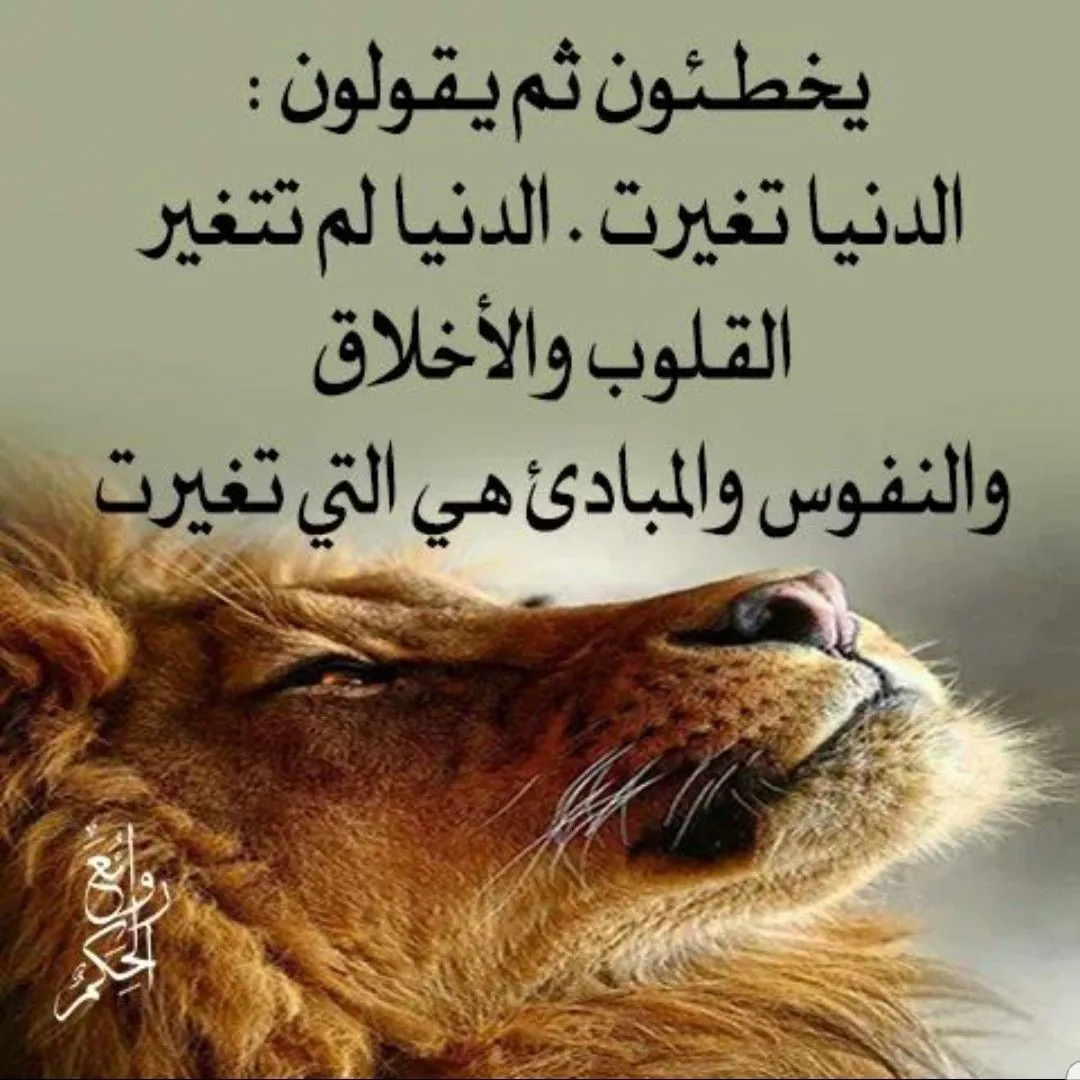 يخطئون ثم يقولون :
الدنيا تغيرت . الدنيا لم تتغير
القلوب والأخلاق
والنفوس والمبادئ هي التي تغيرت
روائع
الحكم